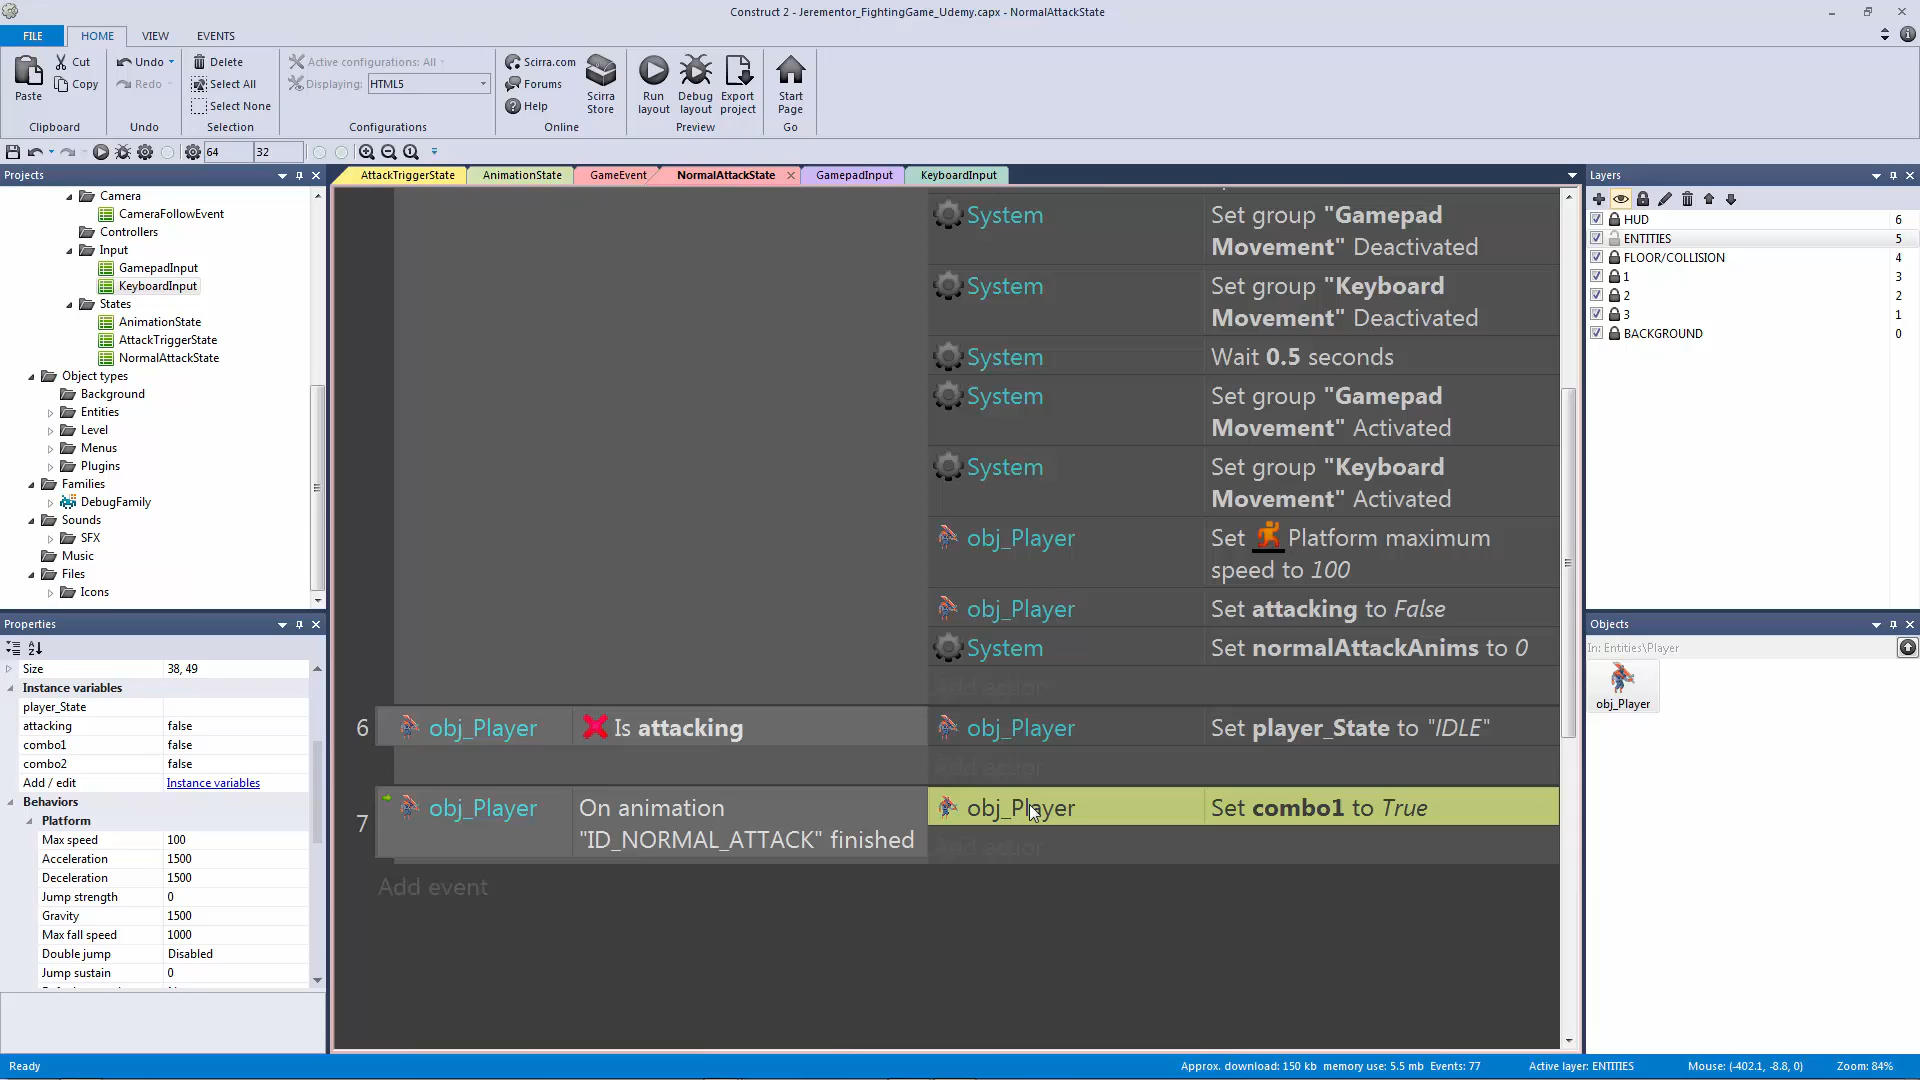 Construct 2 - Jerementor_FightingGame_Udemy.capx - NormalAttackState
FILE
HOME
VIEW
EVENTS
Paste
Cut
Copy
Clipboard
Undo
Redo
Undo
Delete
Select All
Select None
Selection
Active configurations: All
Displaying:
HTML5
Configurations
Scirra.com
Forums
Help
Scirra
Store
Online
Run
layout
Debug
layout
Export
project
Preview
Start
Page
Go
64
32
Projects
Camera
CameraFollowEvent
Controllers
Input
GamepadInput
KeyboardInput
States
AnimationState
AttackTriggerState
NormalAttackState
Object types
Background
Entities
Level
Menus
Plugins
Families
DebugFamily
Sounds
SFX
Music
Files
Icons
Properties
Size 38, 49
Instance variables
player_State
attacking false
combo1 false
combo2 false
Add / edit Instance variables
Behaviors
Platform
Max speed 100
Acceleration 1500
Deceleration 1500
Jump strength 0
Gravity 1500
Max fall speed 1000
Double jump Disabled
Jump sustain 0
AttackTriggerState
AnimationState
GameEvent
NormalAttackState
GamepadInput
KeyboardInput
System Set group "Gamepad
Movement" Deactivated
System Set group "Keyboard
Movement" Deactivated
System Wait 0.5 seconds
System Set group "Gamepad
Movement" Activated
System Set group "Keyboard
Movement" Activated
obj_Player Set Platform maximum
speed to 100
obj_Player Set attacking to False
System Set normalAttackAnims to 0
Add action
6 obj_Player Is attacking obj_Player Set player_State to "IDLE"
Add action
7 obj_Player On animation
"ID_NORMAL_ATTACK" finished
obj_Player Set combo1 to True
Add action
Add event
Layers
HUD 6
ENTITIES 5
FLOOR/COLLISION 4
1 3
2 2
3 1
BACKGROUND 0
Objects
In: Entities\Player
obj_Player
Ready
Approx. download: 150 kb memory use: 5.5 mb Events: 77
Active layer: ENTITIES
Mouse: (-402.1, -8.8, 0)
Zoom: 84%